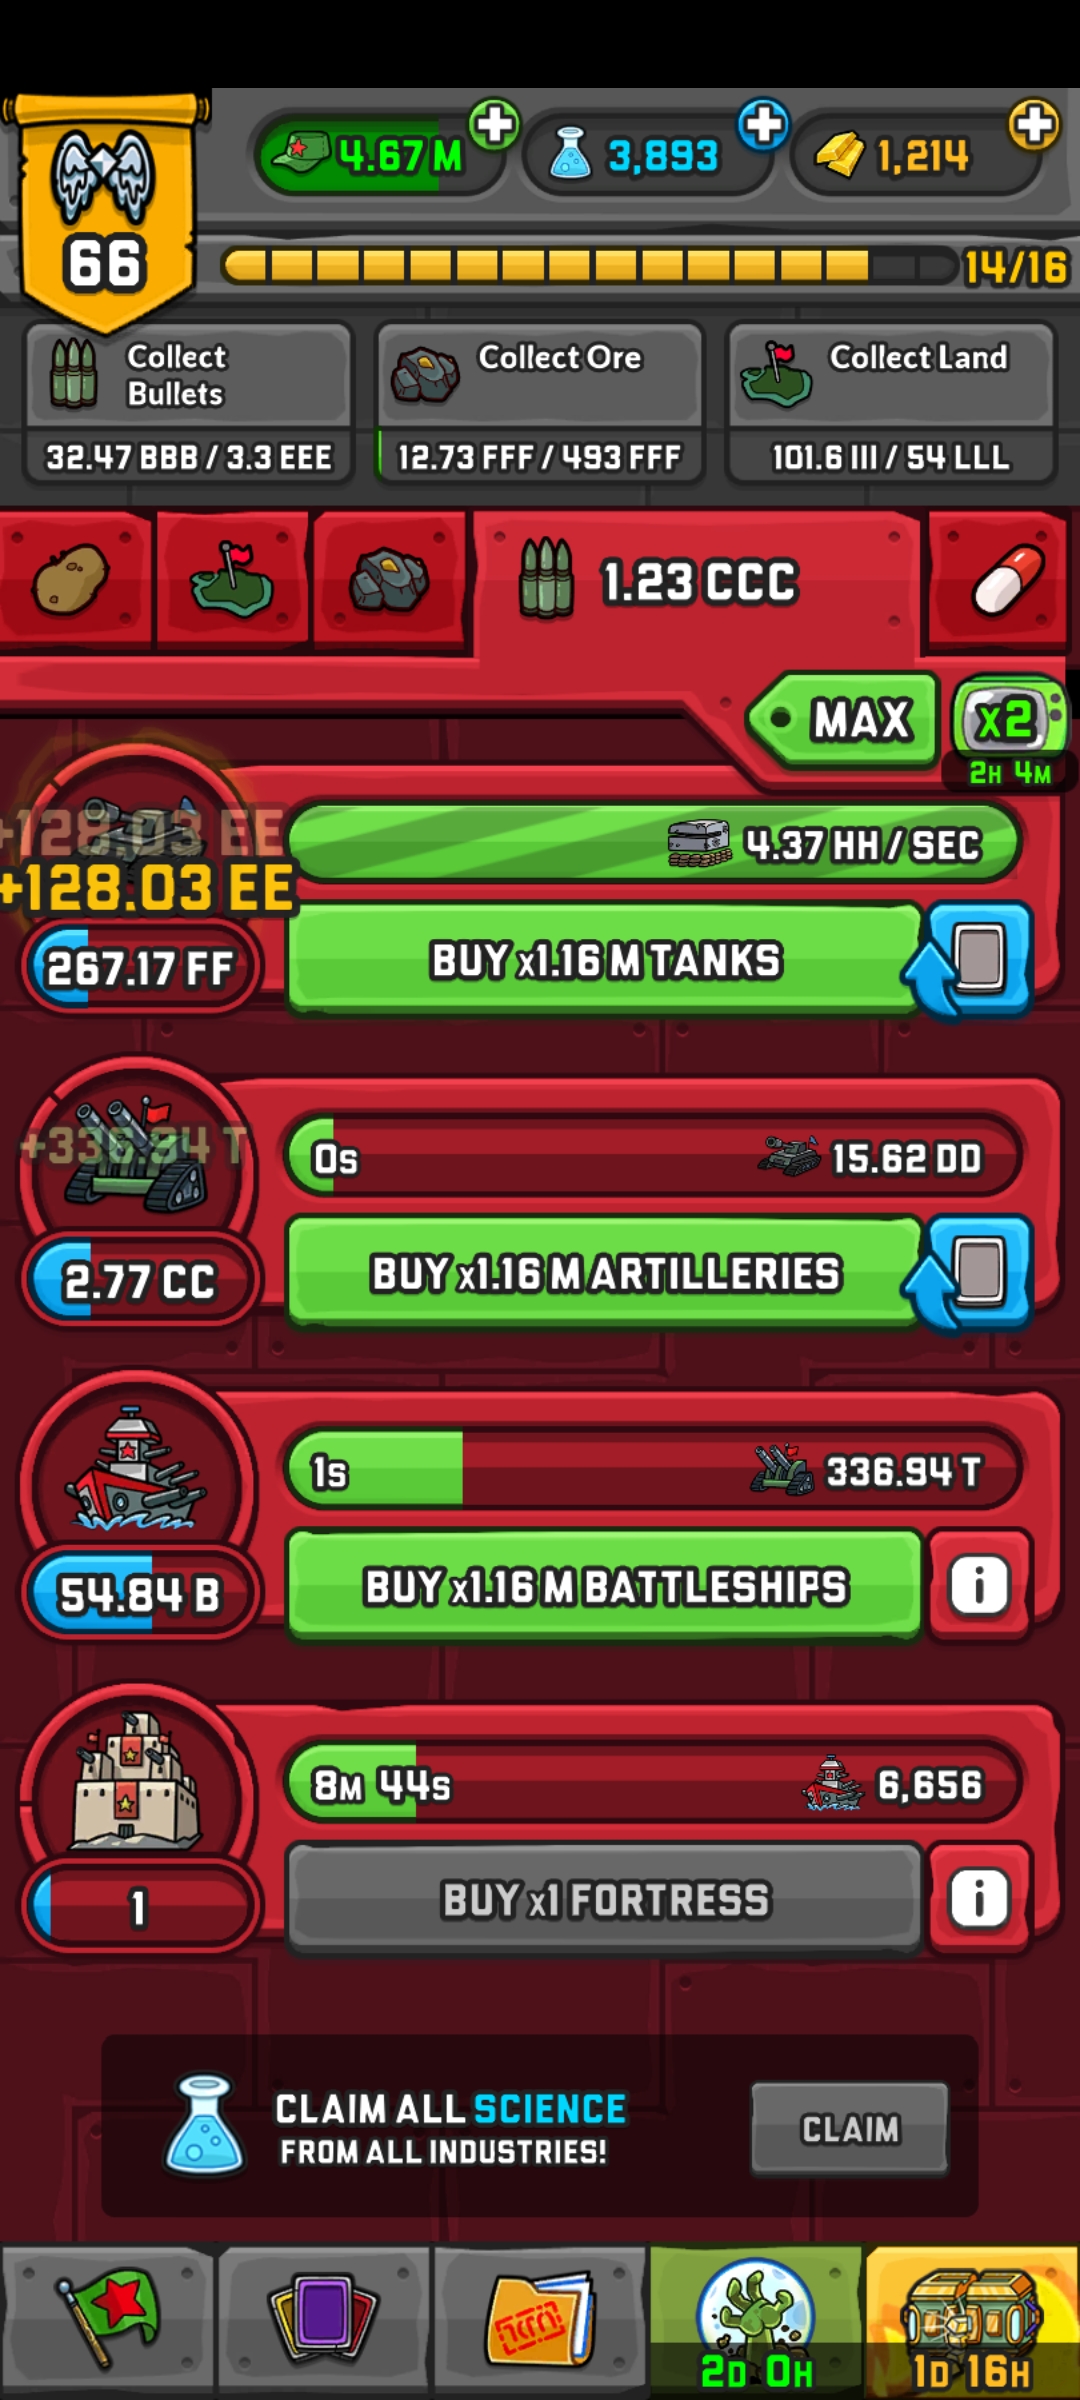 4.67 M
3,893
1,214
66
14/16
Collect
Bullets
Collect Ore
Collect Land
32.47 BBB / 3.3 EEE
12.73 FFF / 493 FFF
101.6 III / 54 LLL
1.23 CCC
MAX
x2
2H 4M
+128.03 EE
+128.03 EE
4.37 HH / SEC
267.17 FF
BUY x1.16 M TANKS
+336.94 T
0S
15.62 DD
2.77 CC
BUY x1.16 M ARTILLERIES
1S
336.94 T
54.84 B
BUY x1.16 M BATTLESHIPS
i
8M 44S
6,656
1
BUY x1 FORTRESS
i
CLAIM ALL SCIENCE
FROM ALL INDUSTRIES!
CLAIM
2D 0H
1D 16H